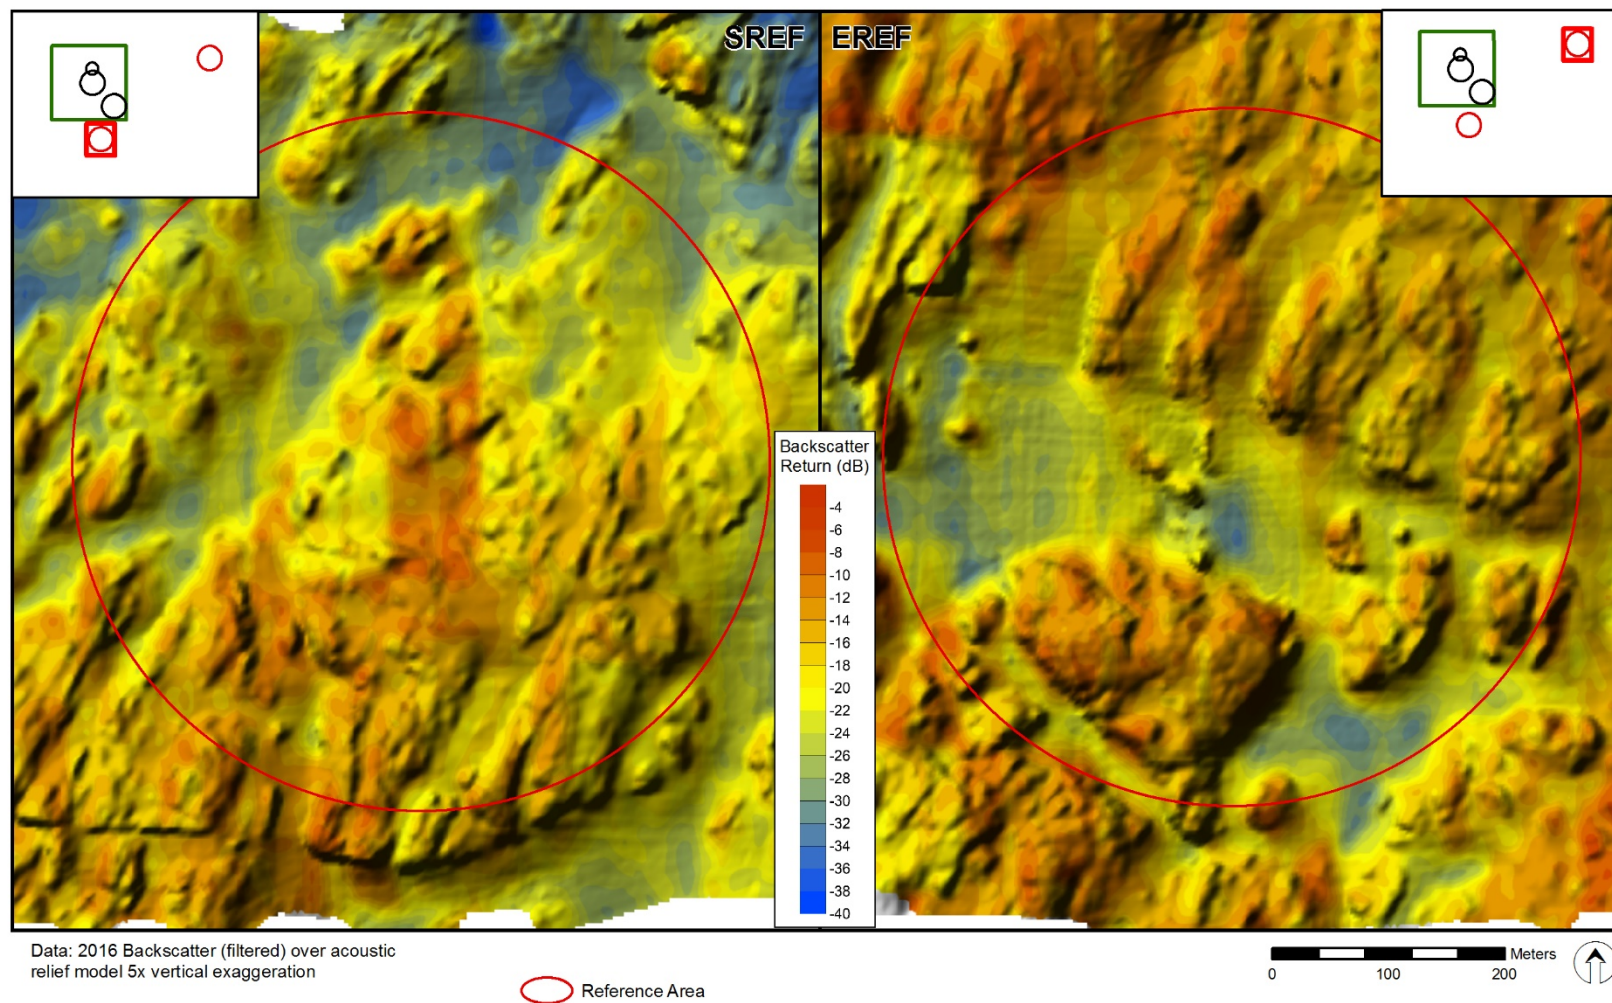 SREF
EREF
Backscatter
Return (dB)
-4
-6
-8
-10
-12
-14
-16
-18
-20
-22
-24
-26
-28
-30
-32
-34
-36
-38
-40
Data: 2016 Backscatter (filtered) over acoustic
relief model 5x vertical exaggeration
Reference Area
Meters
0 100 200